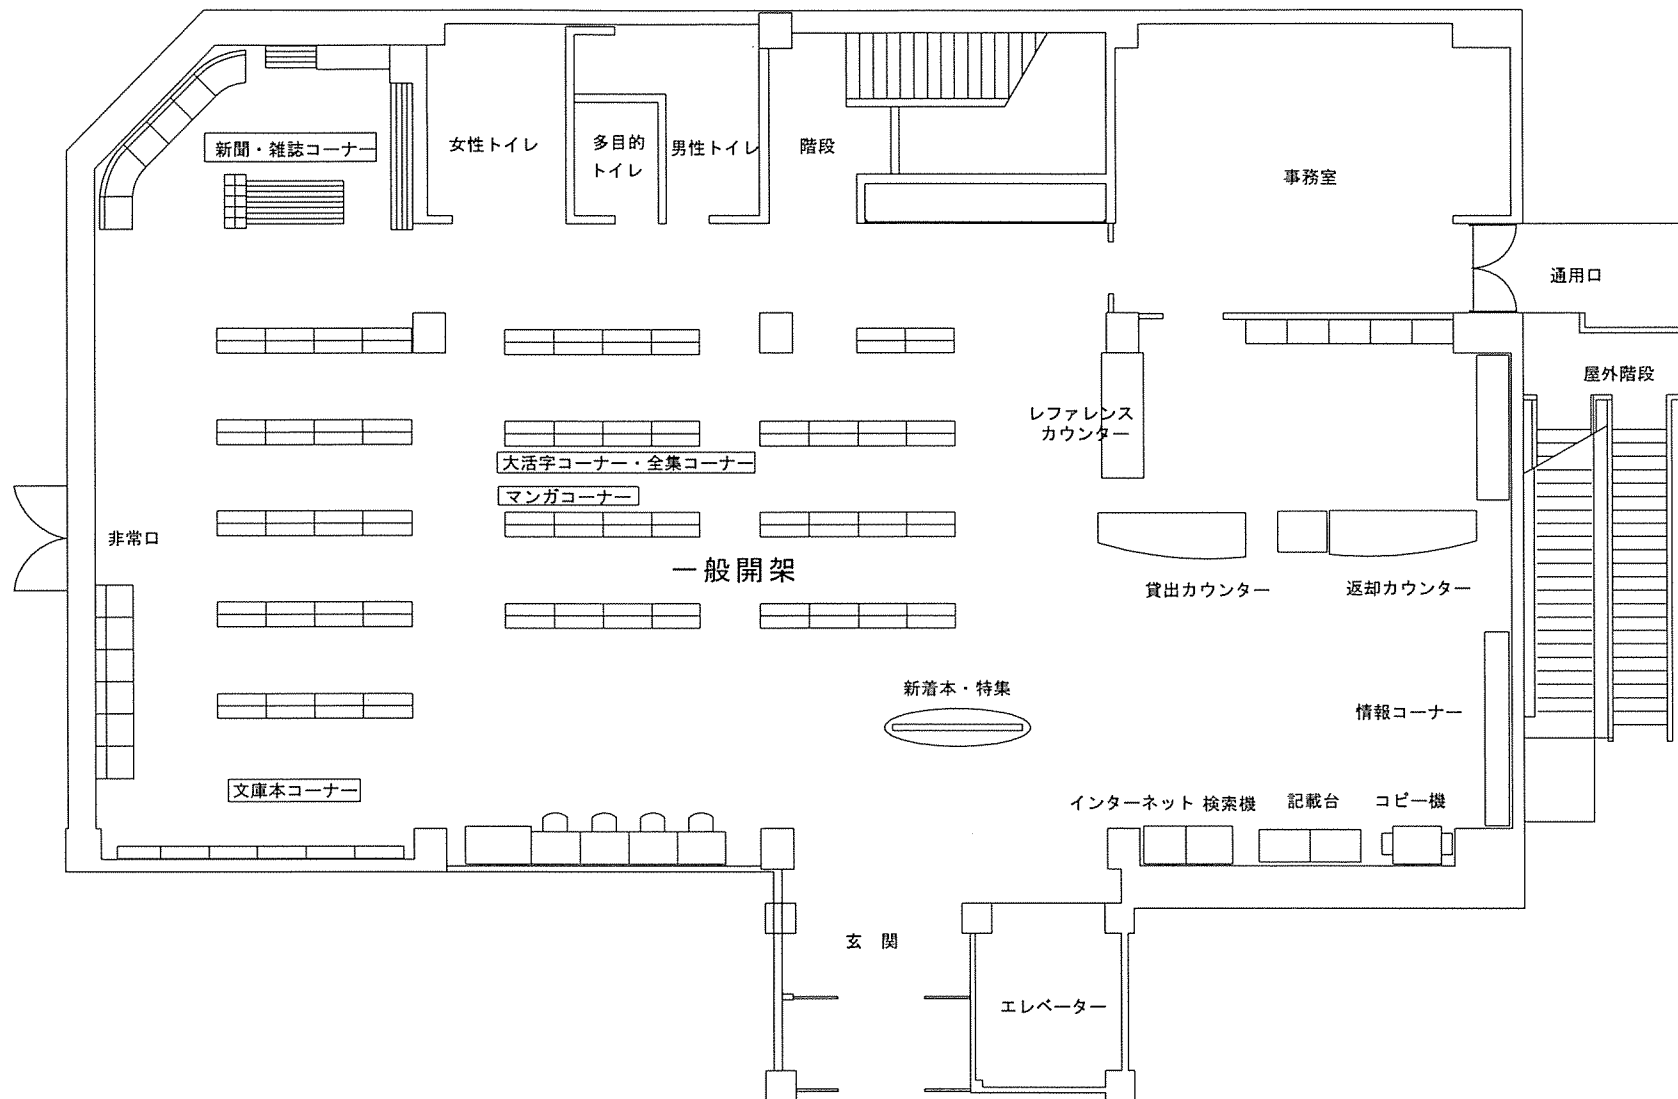 新聞・雑誌コーナー
女性トイレ
多目的
トイレ
男性トイレ
階段
事務室
通用口
屋外階段
レファレンス
カウンター
大活字コーナー・全集コーナー
マンガコーナー
非常口
一般開架
貸出カウンター
返却カウンター
新着本・特集
情報コーナー
文庫本コーナー
インターネット 検索機
記載台
コピー機
玄 関
エレベーター